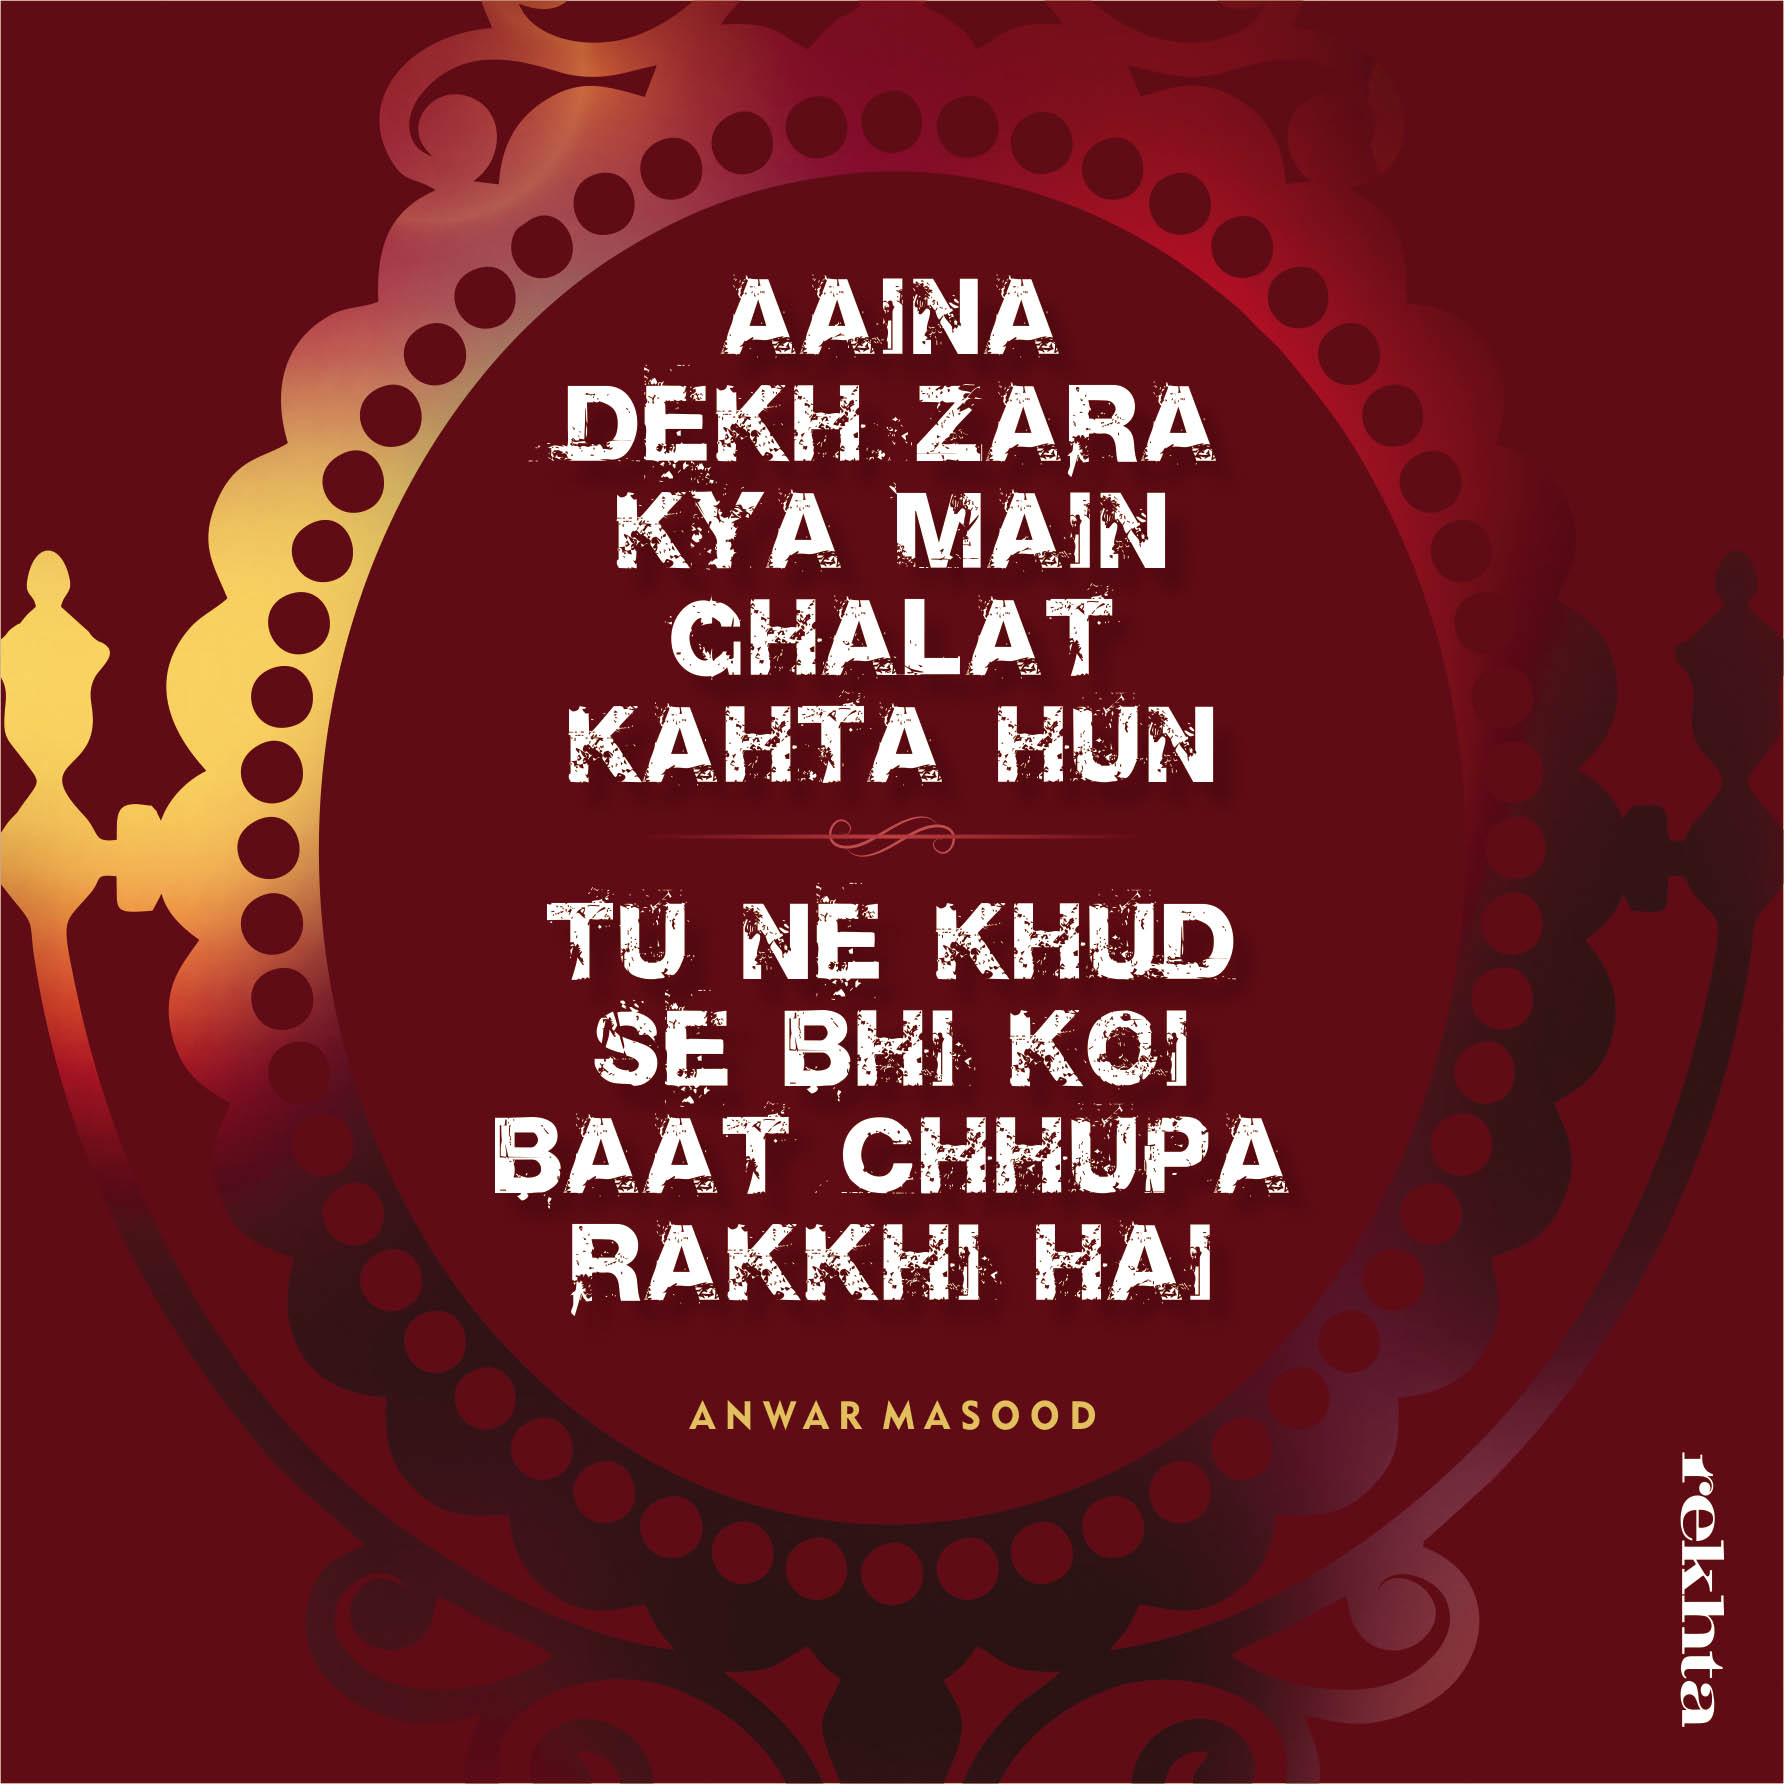 AAINA
DEKH ZARA
KYA MAIN
GHALAT
KAHTA HUN
TU NE KHUD
SE BHI KOI
BAAT CHHUPA
RAKKHI HAI
ANWAR MASOOD
rekhta